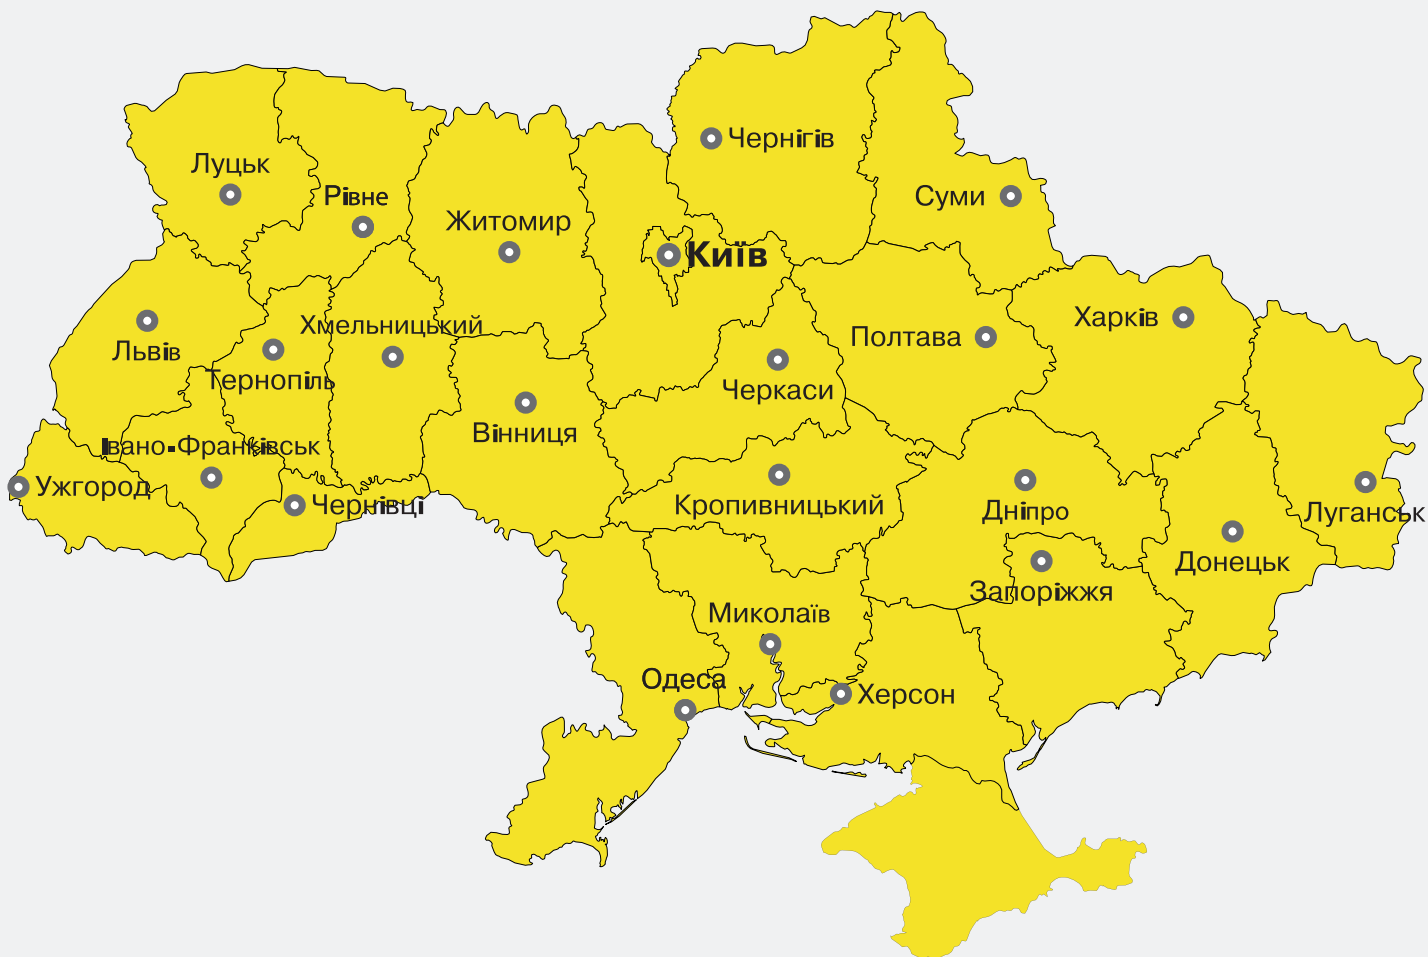 Чернігів
Луцьк
Рівне
Суми
Житомир
Київ
Харків
Хмельницький
Полтава
Львів
Тернопіль
Черкаси
Вінниця
Івано-Франківськ
Ужгород
Чернівці
Кропивницький
Дніпро
Луганськ
Донецьк
Запоріжжя
Миколаїв
Одеса
Херсон